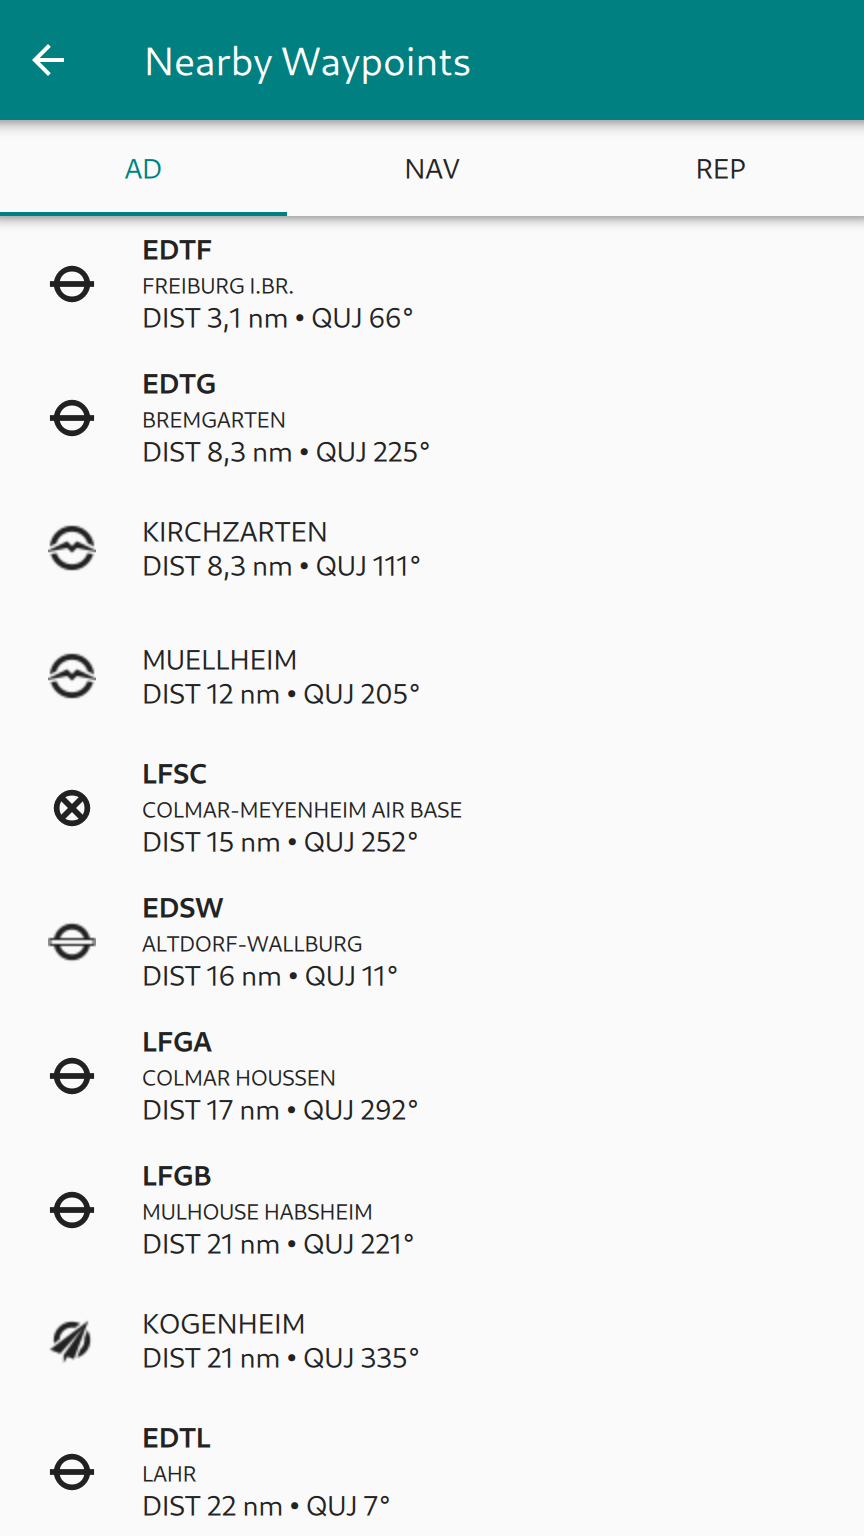 Nearby Waypoints
AD NAV REP
EDTF
FREIBURG I.BR.
DIST 3,1 nm • QUJ 66°
EDTG
BREMGARTEN
DIST 8,3 nm • QUJ 225°
KIRCHZARTEN
DIST 8,3 nm • QUJ 111°
MUELLHEIM
DIST 12 nm • QUJ 205°
LFSC
COLMAR-MEYENHEIM AIR BASE
DIST 15 nm • QUJ 252°
EDSW
ALTDORF-WALLBURG
DIST 16 nm • QUJ 11°
LFGA
COLMAR HOUSSEN
DIST 17 nm • QUJ 292°
LFGB
MULHOUSE HABSHEIM
DIST 21 nm • QUJ 221°
KOGENHEIM
DIST 21 nm • QUJ 335°
EDTL
LAHR
DIST 22 nm • QUJ 7°